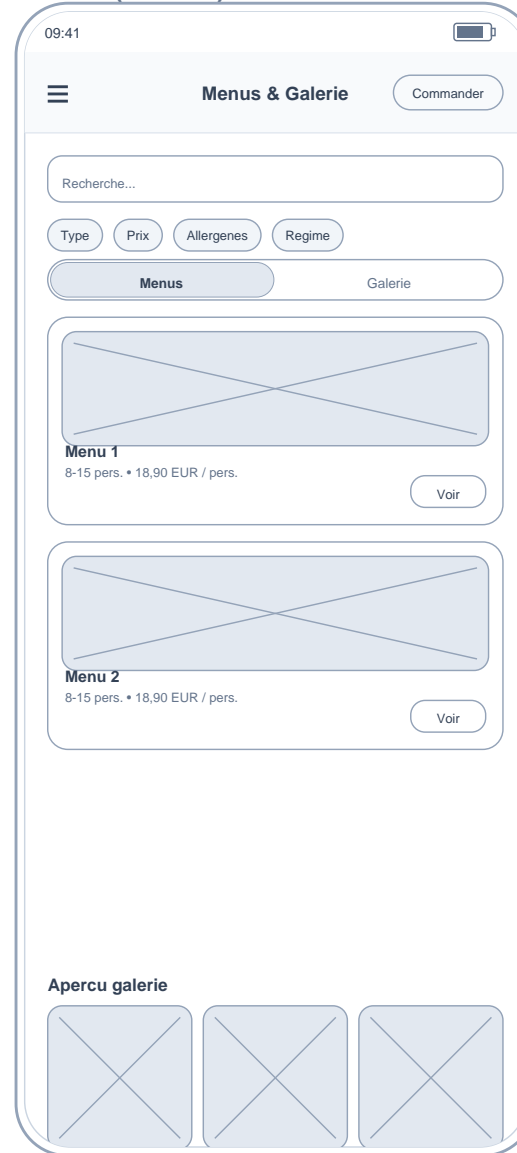 09:41
Menus & Galerie
Commander
Recherche...
Type
Prix
Allergenes
Regime
Menus
Galerie
Menu 1
8-15 pers. • 18,90 EUR / pers.
Voir
Menu 2
8-15 pers. • 18,90 EUR / pers.
Voir
Apercu galerie